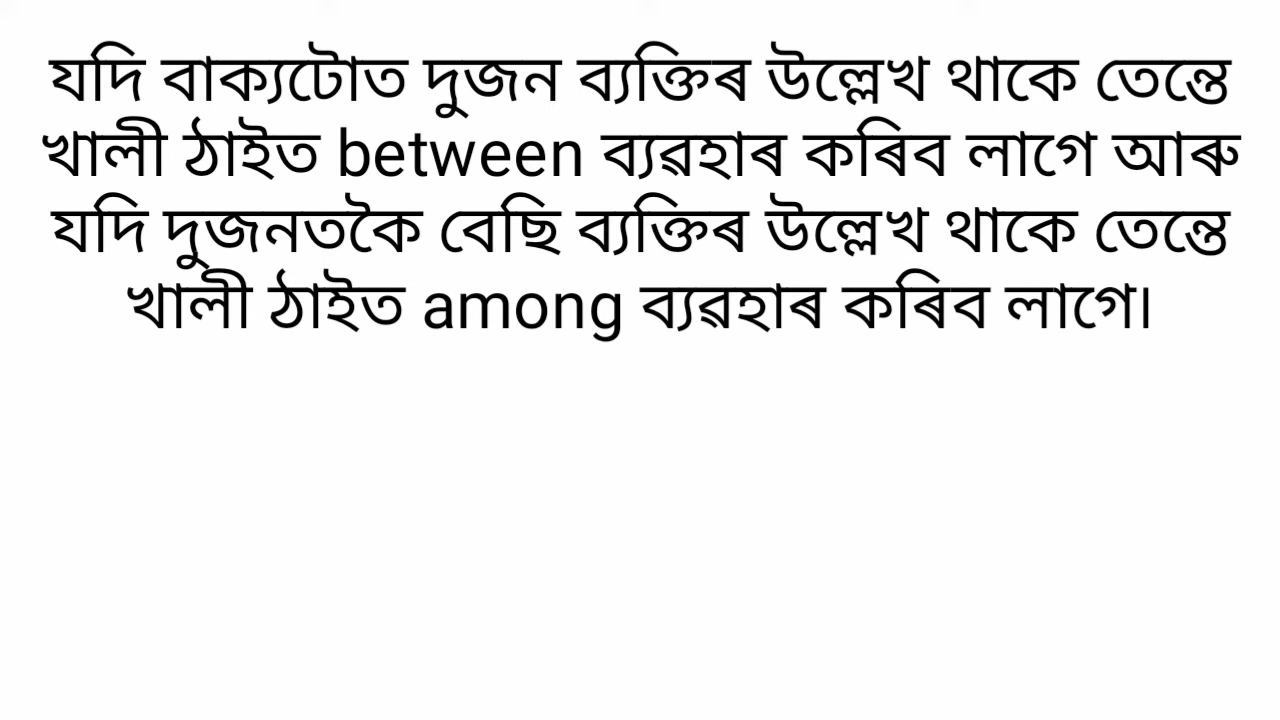 যদি বাক্যটোত দুজন ব্যক্তিৰ উল্লেখ থাকে তেন্তে
খালী ঠাইত between ব্যৱহাৰ কৰিব লাগে আৰু
যদি দুজনতকৈ বেছি ব্যক্তিৰ উল্লেখ থাকে তেন্তে
খালী ঠাইত among ব্যৱহাৰ কৰিব লাগে।